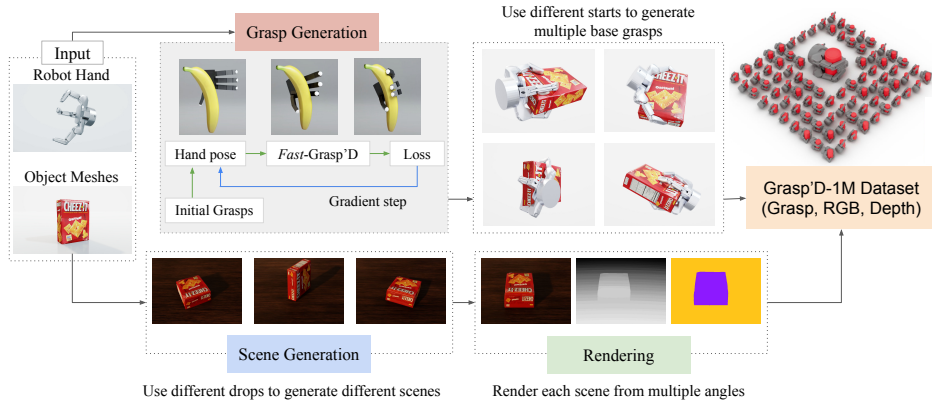 Input
Robot Hand
Object Meshes
Grasp Generation
Hand pose
Fast-Grasp'D
Loss
Initial Grasps
Gradient step
Use different starts to generate
multiple base grasps
CHEEZ-IT
Grasp'D-1M Dataset
(Grasp, RGB, Depth)
Scene Generation
Use different drops to generate different scenes
Rendering
Render each scene from multiple angles